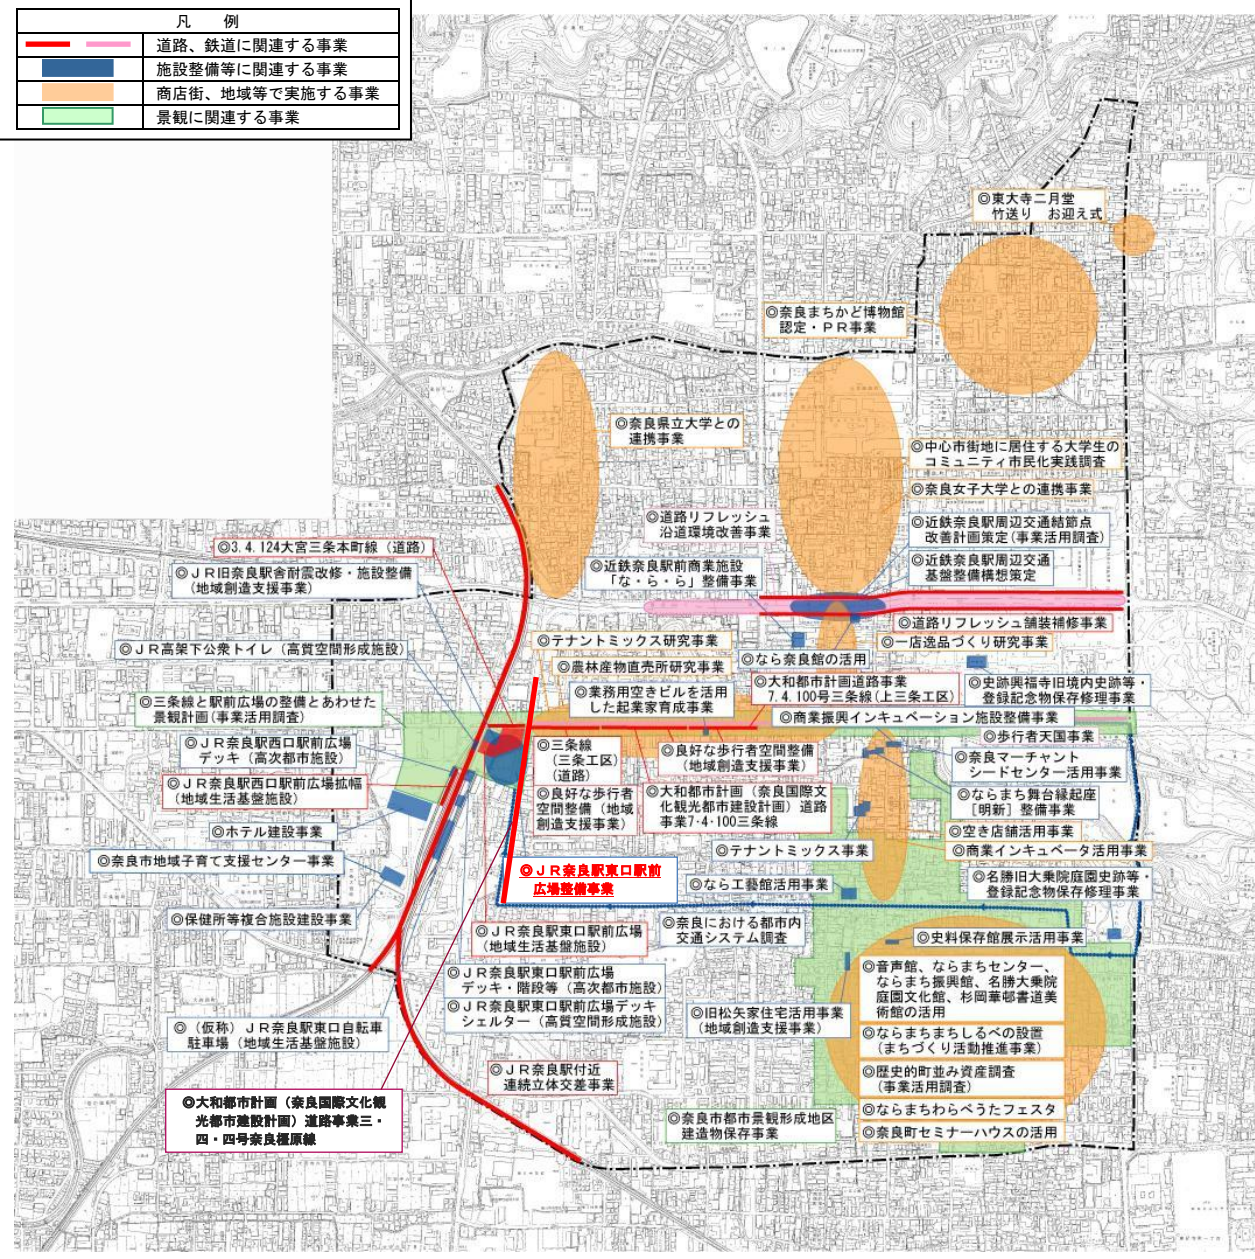 凡　例
道路、鉄道に関連する事業
施設整備等に関連する事業
商店街、地域等で実施する事業
景観に関連する事業
◎東大寺二月堂
竹送り　お迎え式
◎奈良まちかど博物館
認定・ＰＲ事業
◎奈良県立大学との
連携事業
◎中心市街地に居住する大学生の
コミュニティ市民化実践調査
◎奈良女子大学との連携事業
◎道路リフレッシュ
沿道環境改善事業
◎近鉄奈良駅周辺交通結節点
改善計画策定(事業活用調査)
◎近鉄奈良駅周辺交通
基盤整備構想策定
◎3.4.124大宮三条本町線（道路）
◎ＪＲ旧奈良駅舎耐震改修・施設整備
（地域創造支援事業）
◎近鉄奈良駅前商業施設
「な・ら・ら」整備事業
◎道路リフレッシュ舗装補修事業
◎テナントミックス研究事業
◎一店逸品づくり研究事業
◎ＪＲ高架下公衆トイレ（高質空間形成施設）
◎農林産物直売所研究事業
◎なら奈良館の活用
◎業務用空きビルを活用
した起業家育成事業
◎大和都市計画道路事業
7.4.100号三条線(上三条工区)
◎史跡興福寺旧境内史跡等・
登録記念物保存修理事業
◎三条線と駅前広場の整備とあわせた
景観計画(事業活用調査)
◎商業振興インキュベーション施設整備事業
◎歩行者天国事業
◎ＪＲ奈良駅西口駅前広場
デッキ（高次都市施設）
◎三条線
（三条工区）
（道路）
◎良好な歩行者空間整備
（地域創造支援事業）
◎奈良マーチャント
シードセンター活用事業
◎ＪＲ奈良駅西口駅前広場拡幅
（地域生活基盤施設）
◎良好な歩行者
空間整備（地域
創造支援事業）
◎大和都市計画（奈良国際文
化観光都市建設計画）道路
事業7･4･100三条線
◎ならまち舞台縁起座
［明新］整備事業
◎ホテル建設事業
◎空き店舗活用事業
◎テナントミックス事業
◎商業インキュベータ活用事業
◎奈良市地域子育て支援センター事業
◎ＪＲ奈良駅東口駅前
広場整備事業
◎なら工藝館活用事業
◎名勝旧大乗院庭園史跡等・
登録記念物保存修理事業
◎保健所等複合施設建設事業
◎ＪＲ奈良駅東口駅前広場
（地域生活基盤施設）
◎奈良における都市内
交通システム調査
◎史料保存館展示活用事業
◎ＪＲ奈良駅東口駅前広場
デッキ・階段等（高次都市施設）
◎音声館、ならまちセンター、
ならまち振興館、名勝大乗院
庭園文化館、杉岡華邨書道美
術館の活用
◎ＪＲ奈良駅東口駅前広場デッキ
シェルター（高質空間形成施設）
◎旧松矢家住宅活用事業
（地域創造支援事業）
◎（仮称）ＪＲ奈良駅東口自転車
駐車場（地域生活基盤施設）
◎ならまちまちしるべの設置
（まちづくり活動推進事業）
◎ＪＲ奈良駅付近
連続立体交差事業
◎歴史的町並み資産調査
（事業活用調査）
◎大和都市計画（奈良国際文化観
光都市建設計画）道路事業三・
四・四号奈良橿原線
◎奈良市都市景観形成地区
建造物保存事業
◎ならまちわらべうたフェスタ
◎奈良町セミナーハウスの活用